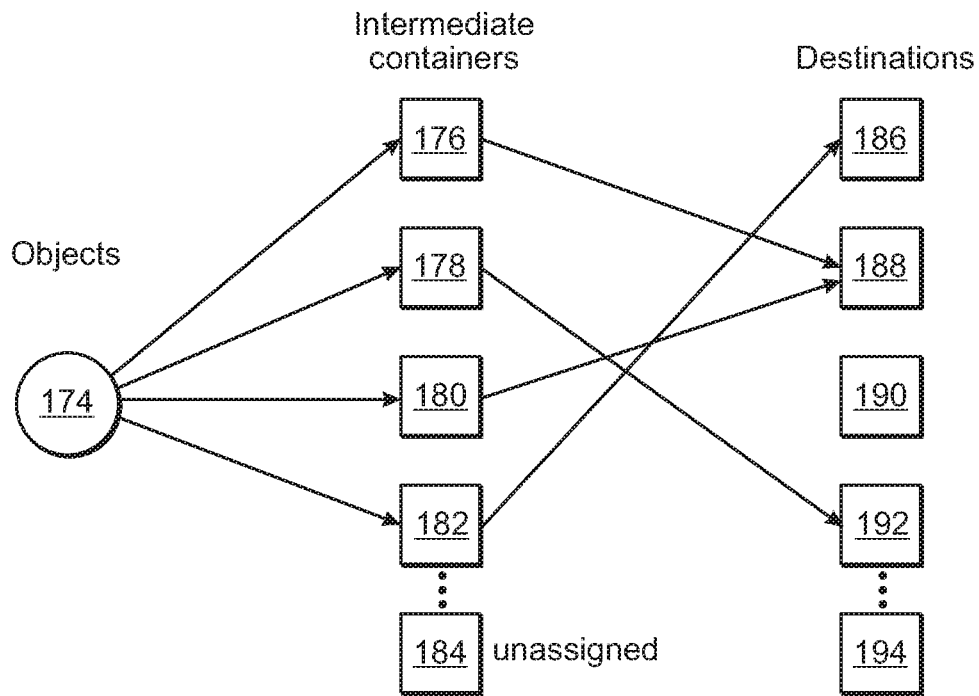 Intermediate
containers
Destinations
176
186
Objects
178
188
174
180
190
182
192
184
unassigned
194